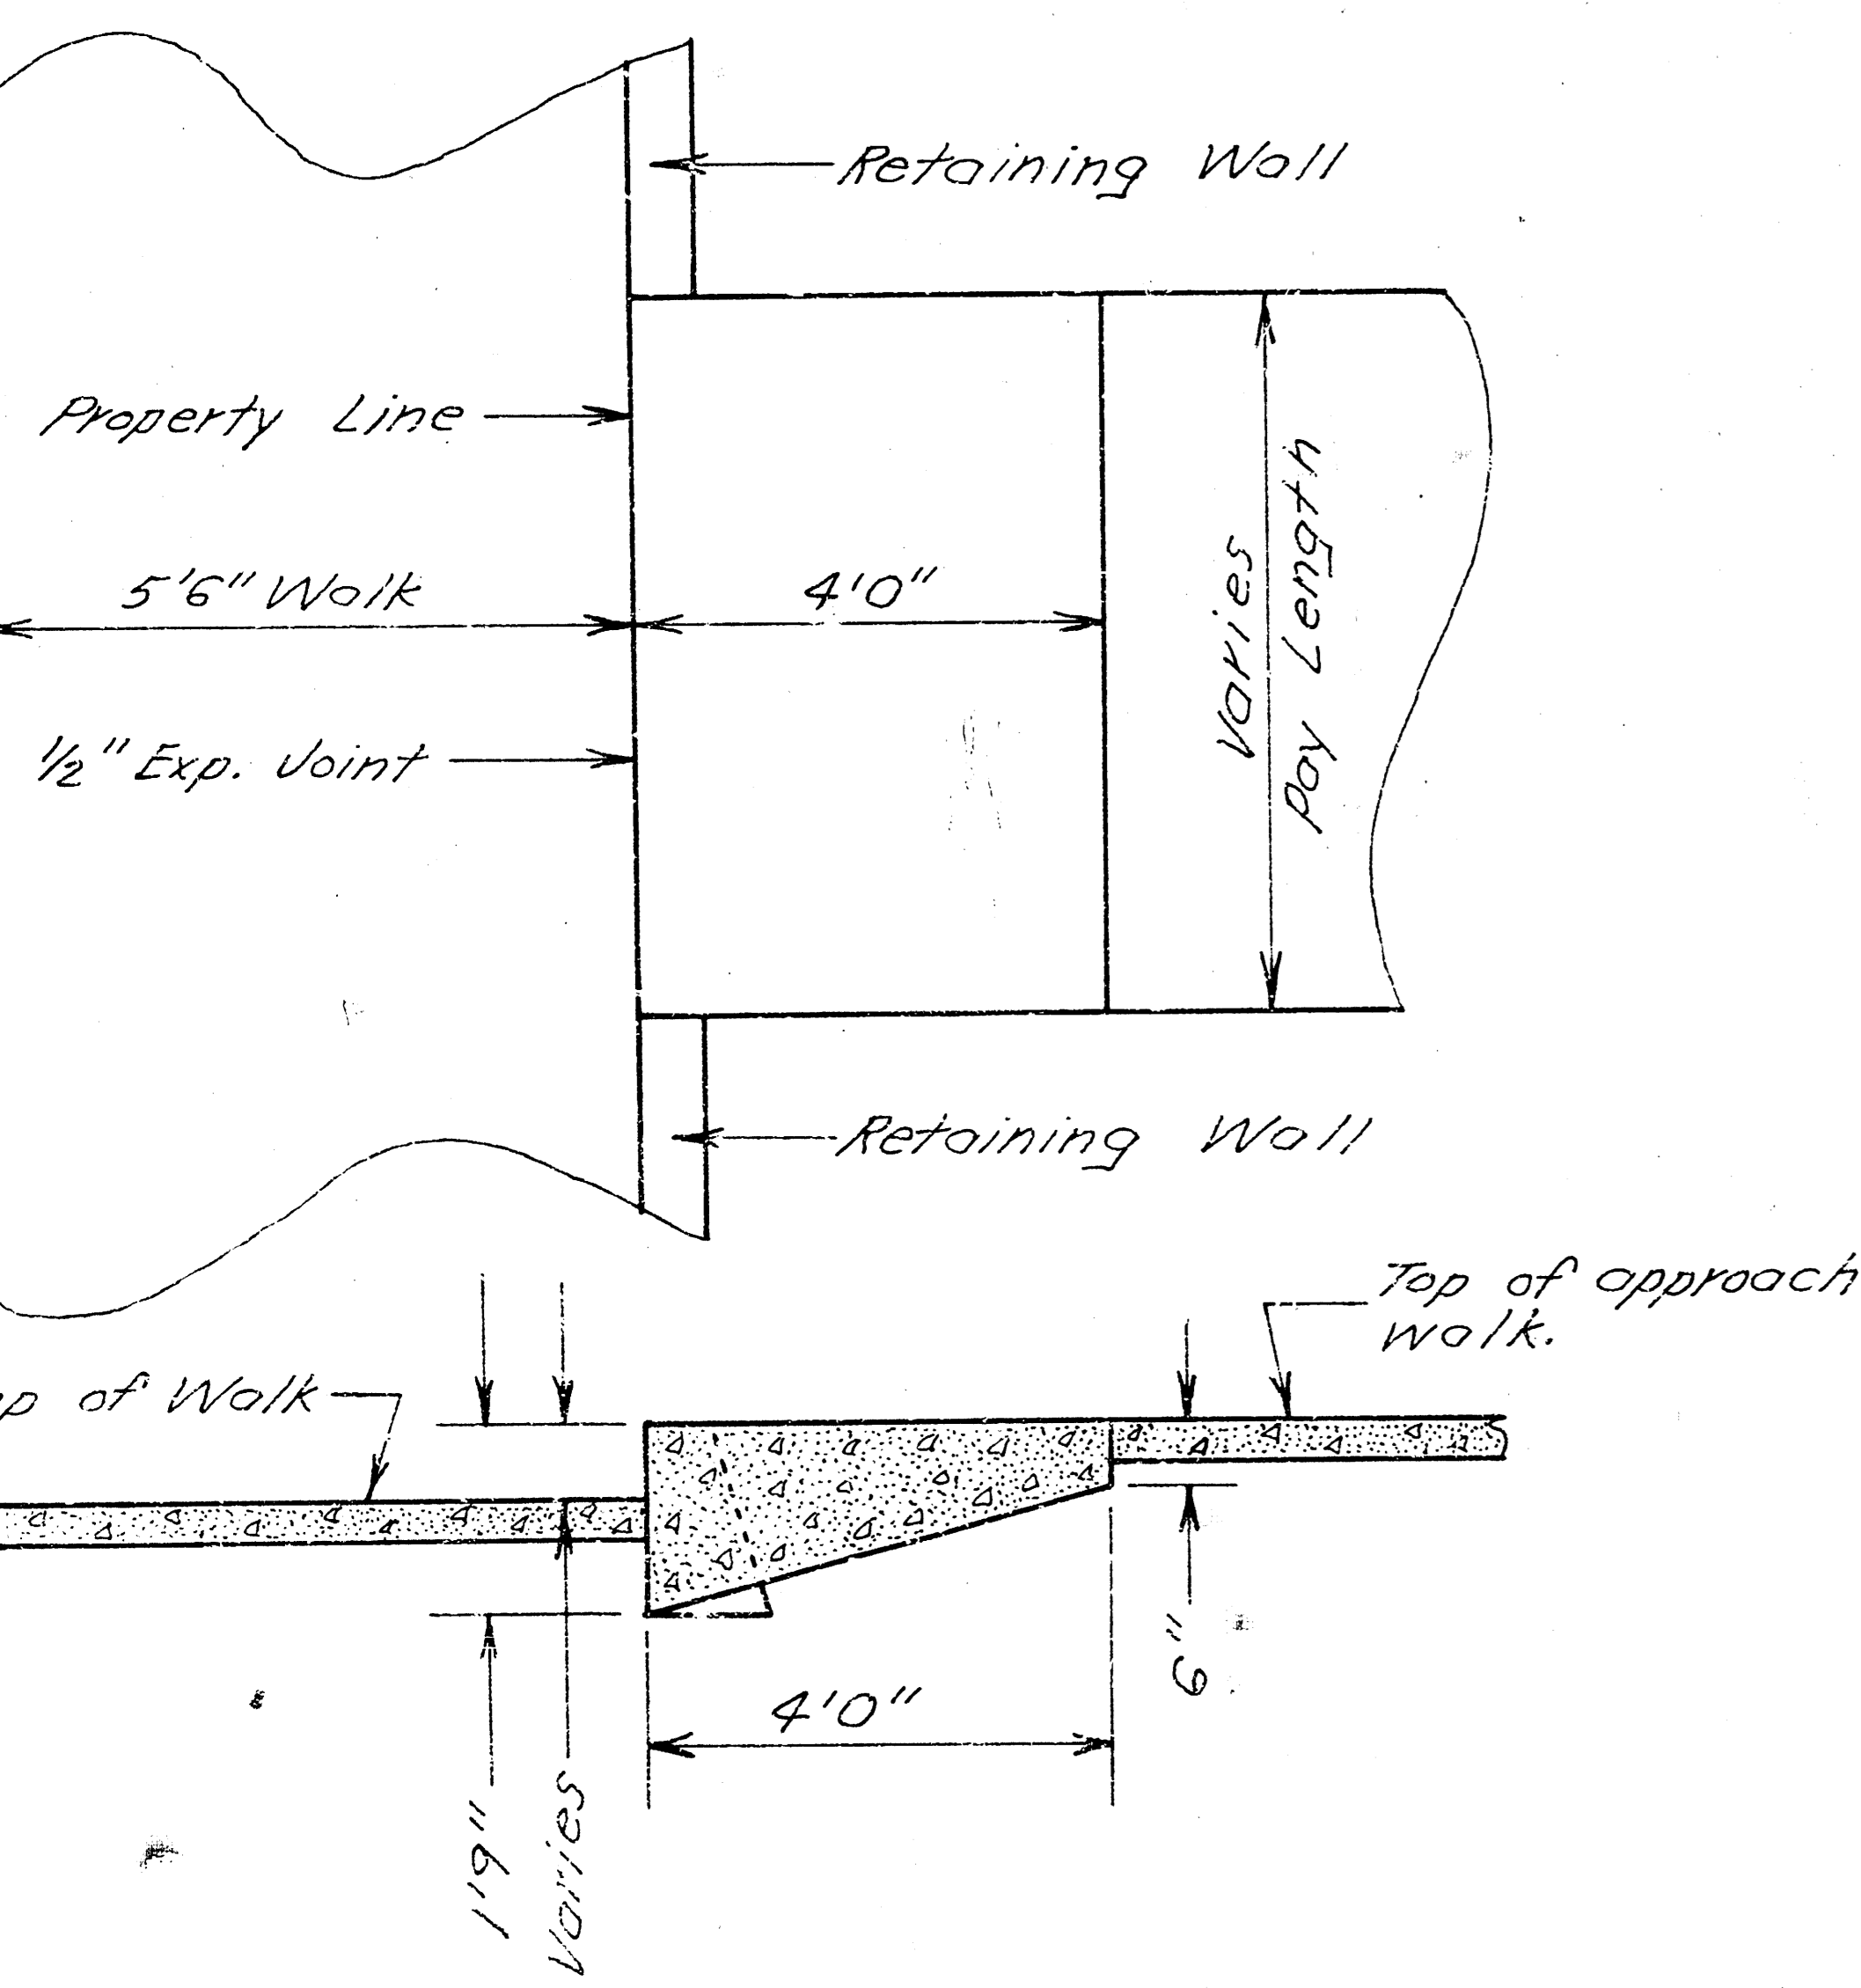 Retaining Wall
Property Line
5'6" Walk
4'0"
Varies
Pay Length
1/2" Exp. Joint
Retaining Wall
Top of approach
walk.
of Walk
4'0"
6"
1'9"
Varies